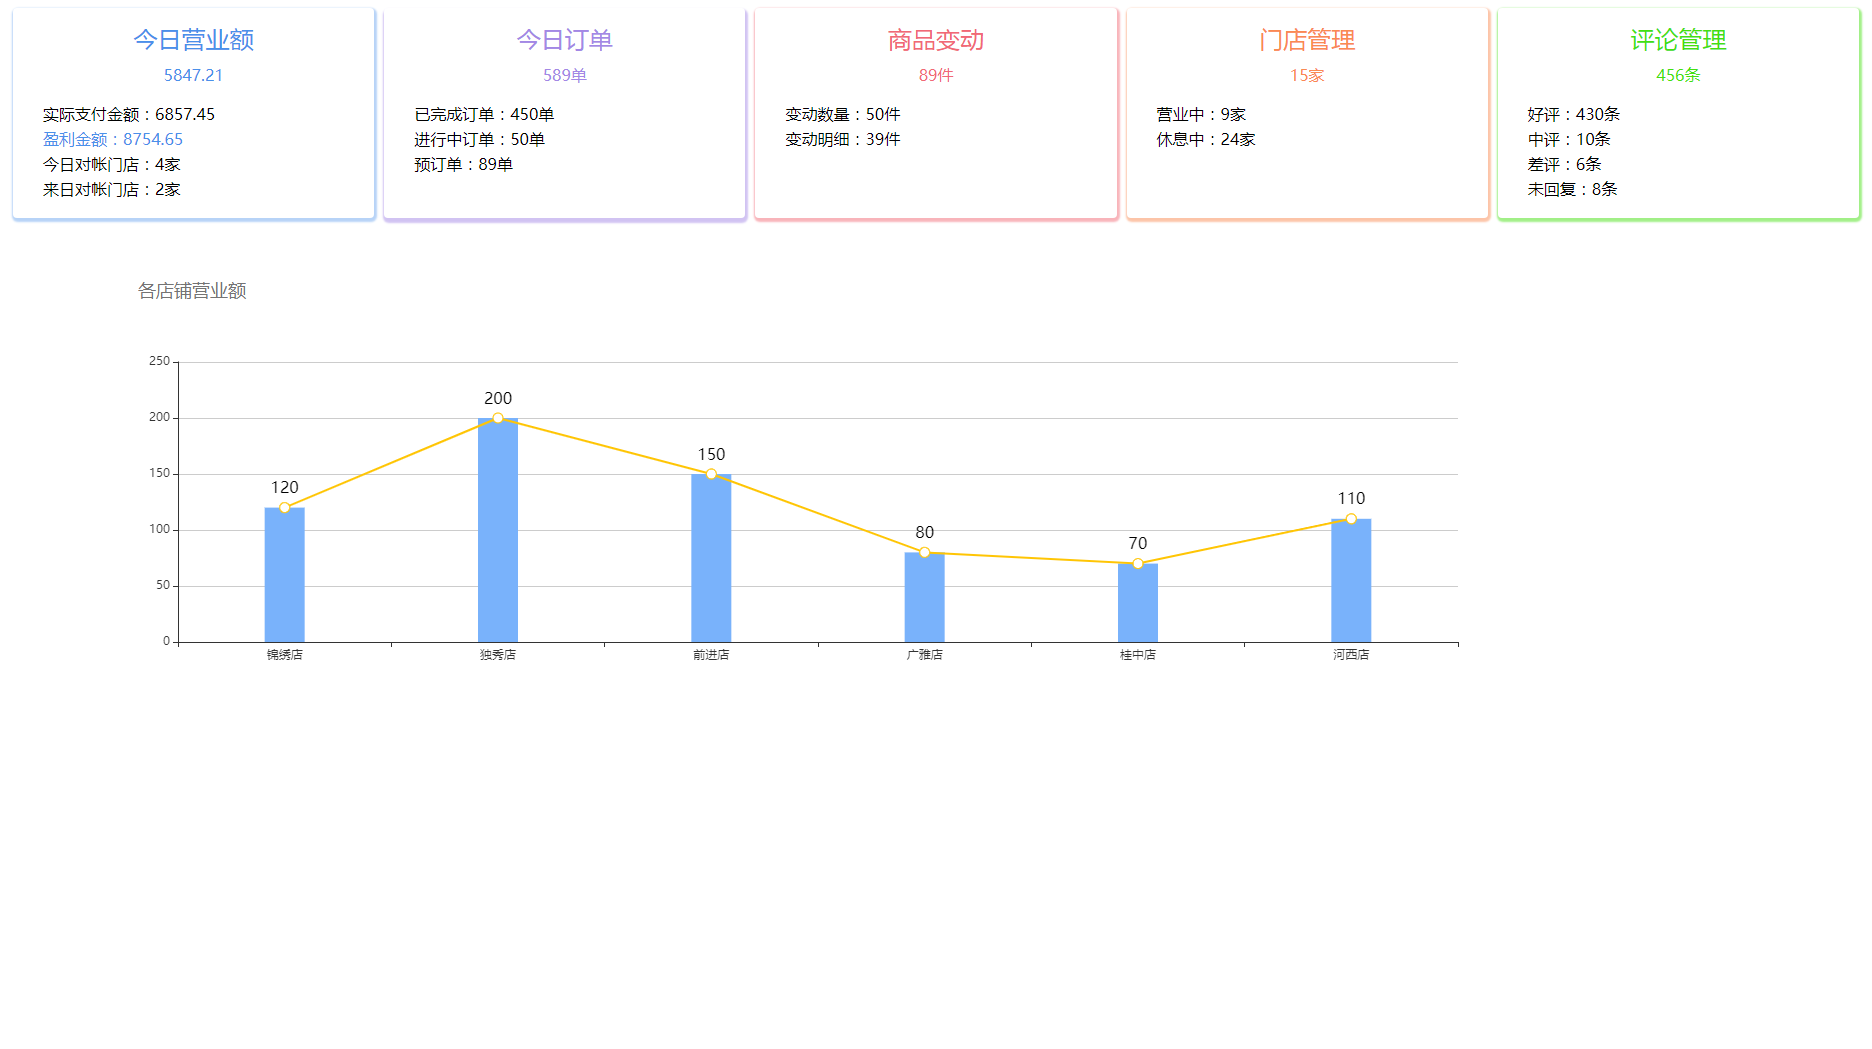 今日营业额
5847.21
实际支付金额：6857.45
盈利金额：8754.65
今日对帐门店：4家
来日对帐门店：2家
今日订单
589单
已完成订单：450单
进行中订单：50单
预订单：89单
商品变动
89件
变动数量：50件
变动明细：39件
门店管理
15家
营业中：9家
休息中：24家
评论管理
456条
好评：430条
中评：10条
差评：6条
未回复：8条
各店铺营业额
250
200
150
100
50
0
120
200
150
80
70
110
锦绣店
独秀店
前进店
广雅店
桂中店
河西店